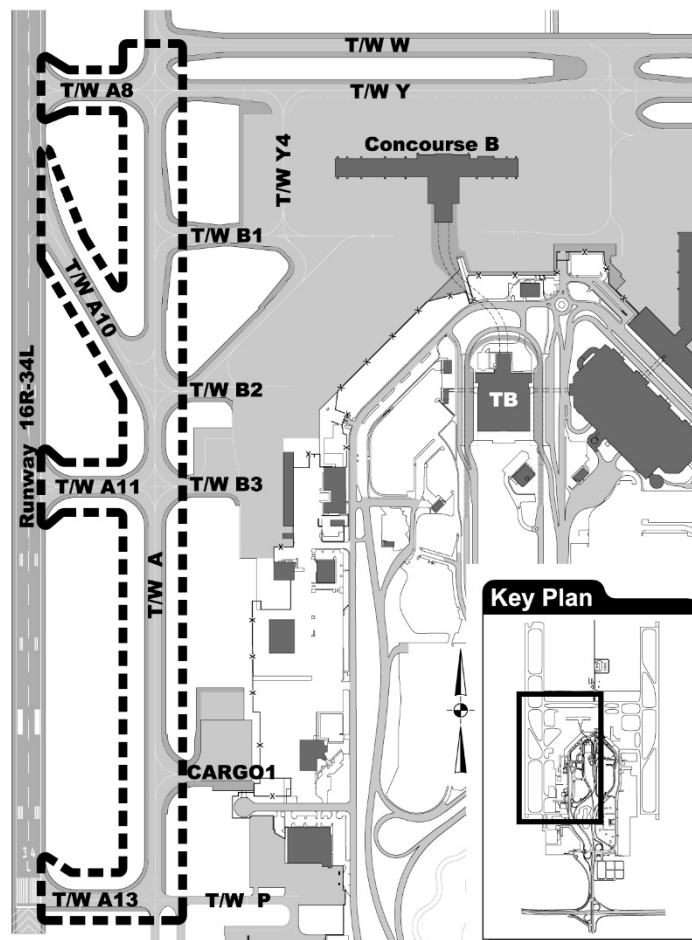 T/W W
T/W A8
T/W Y
Concourse B
T/W Y4
T/W B1
T/W A10
T/W B2
TB
Runway 16R-34L
T/W A11
T/W B3
T/W A
Key Plan
CARGO1
34
L
T/W A13
T/W P